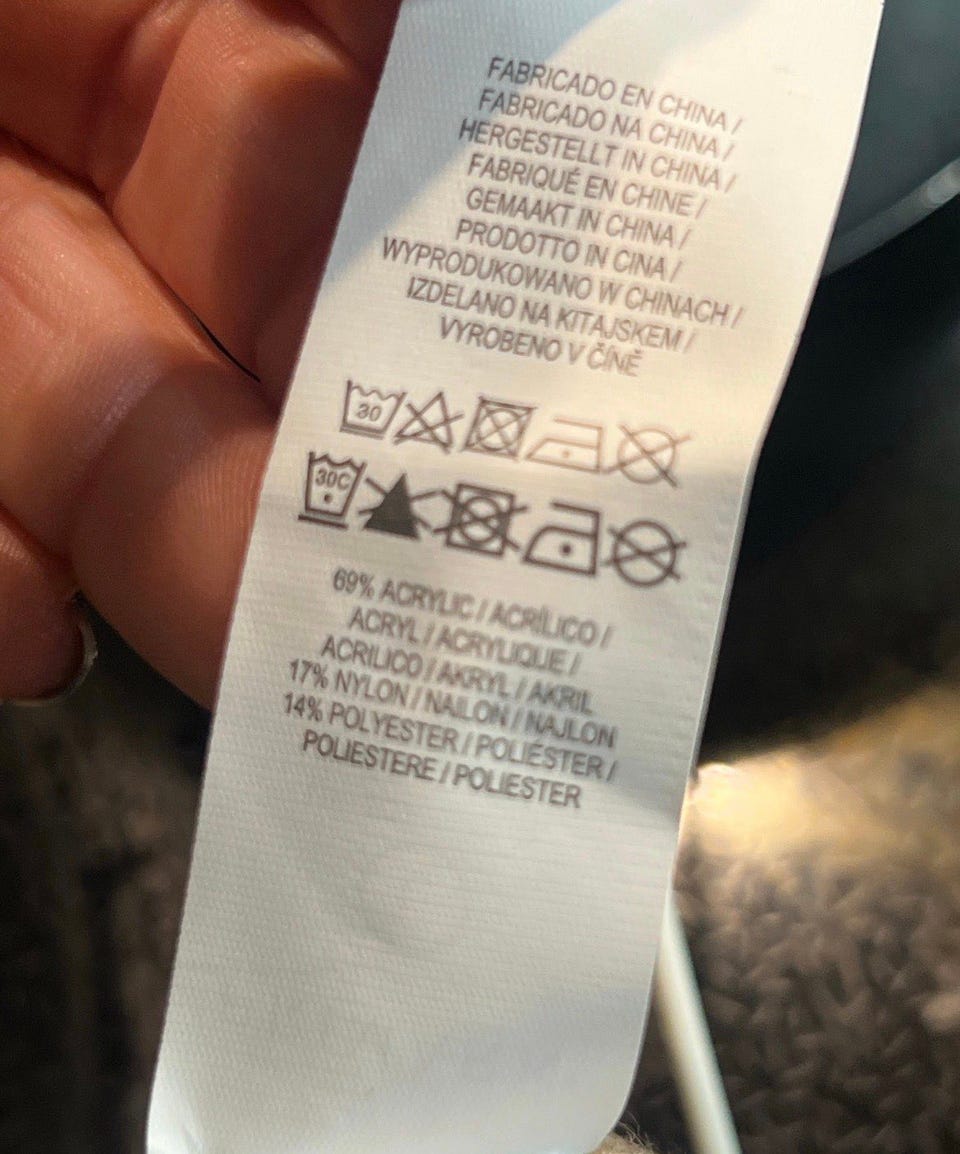 FABRICADO EN CHINA /
FABRICADO NA CHINA /
HERGESTELLT IN CHINA /
FABRIQUÉ EN CHINE /
GEMAAKT IN CHINA /
PRODOTTO IN CINA /
WYPRODUKOWANO W CHINACH /
IZDELANO NA KITAJSKEM /
VYROBENO V ČÍNĚ
30
30C
69% ACRYLIC / ACRÍLICO /
ACRYL / ACRYLIQUE /
ACRILICO / AKRYL / AKRIL
17% NYLON / NAILON / NAJLON
14% POLYESTER / POLIÉSTER /
POLIESTERE / POLIESTER